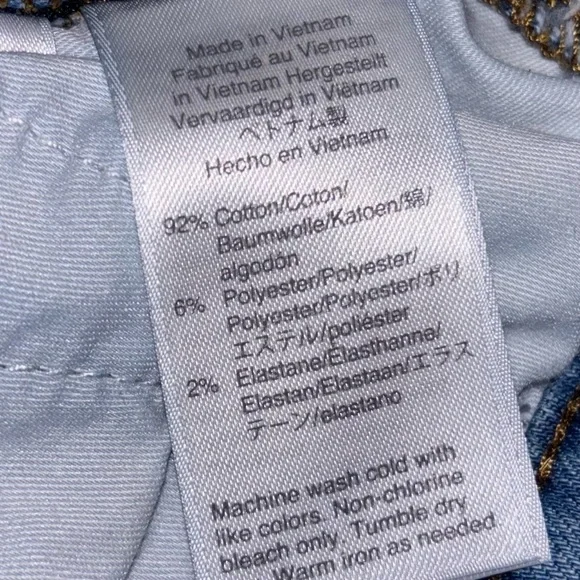 Made in Vietnam
Fabriqué au Vietnam
in Vietnam Hergestellt
Vervaardigd in Viëtnam
ベトナム製
Hecho en Vietnam
92% Cotton/Coton/
Baumwolle/Katoen/綿/
algodón
6% Polyester/Polyester/
Polyester/Polyester/ポリ
エステル/poliéster
2% Elastane/Elasthanne/
Elastan/Elastaan/エラス
テーン/elastano
Machine wash cold with
like colors. Non-chlorine
bleach only. Tumble dry
Warm iron as needed